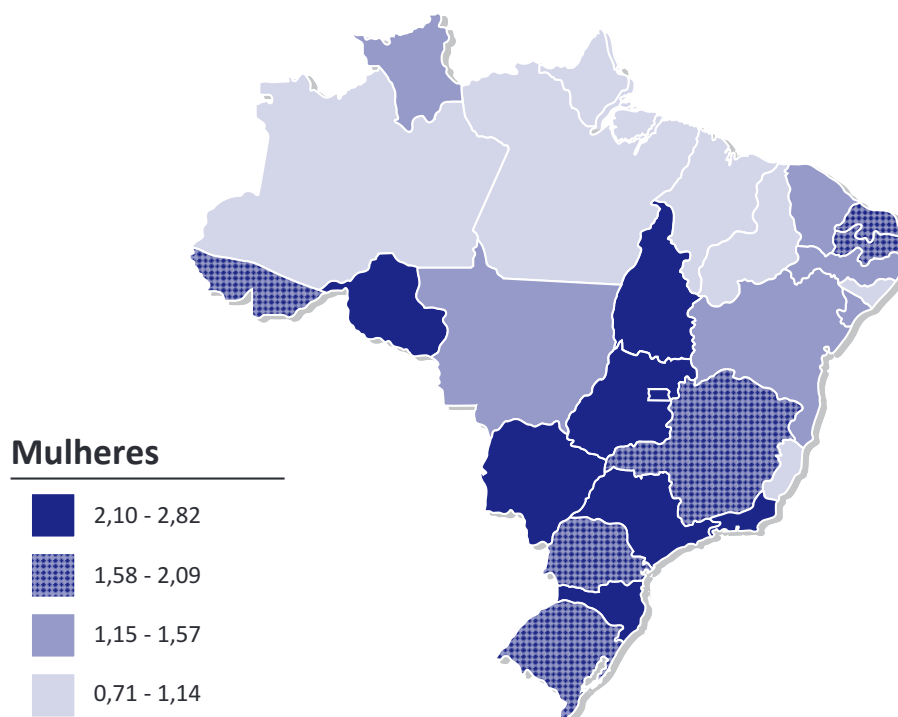 Mulheres
2,10 - 2,82
1,58 - 2,09
1,15 - 1,57
0,71 - 1,14